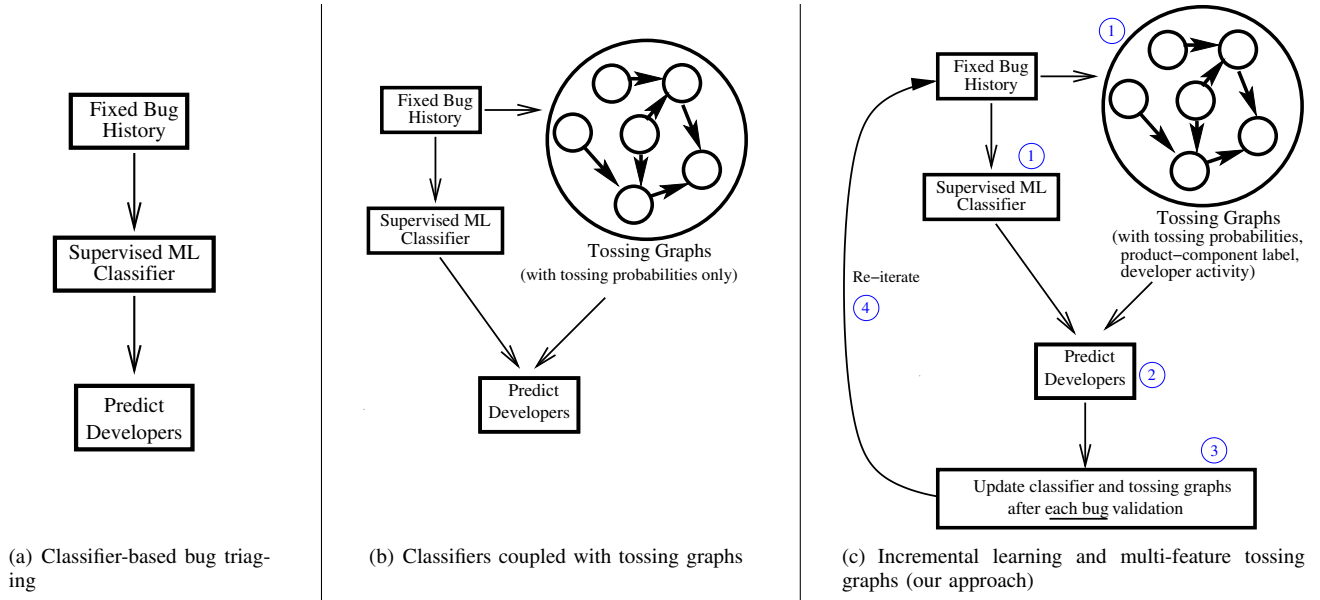 Fixed Bug
History
Supervised ML
Classifier
Predict
Developers
(a) Classifier-based bug triag-
ing
Fixed Bug
History
Supervised ML
Classifier
Tossing Graphs
(with tossing probabilities only)
Predict
Developers
(b) Classifiers coupled with tossing graphs
1
Fixed Bug
History
1
Supervised ML
Classifier
Tossing Graphs
(with tossing probabilities,
product−component label,
developer activity)
Re−iterate
4
Predict
Developers
2
3
Update classifier and tossing graphs
after each bug validation
(c) Incremental learning and multi-feature tossing
graphs (our approach)